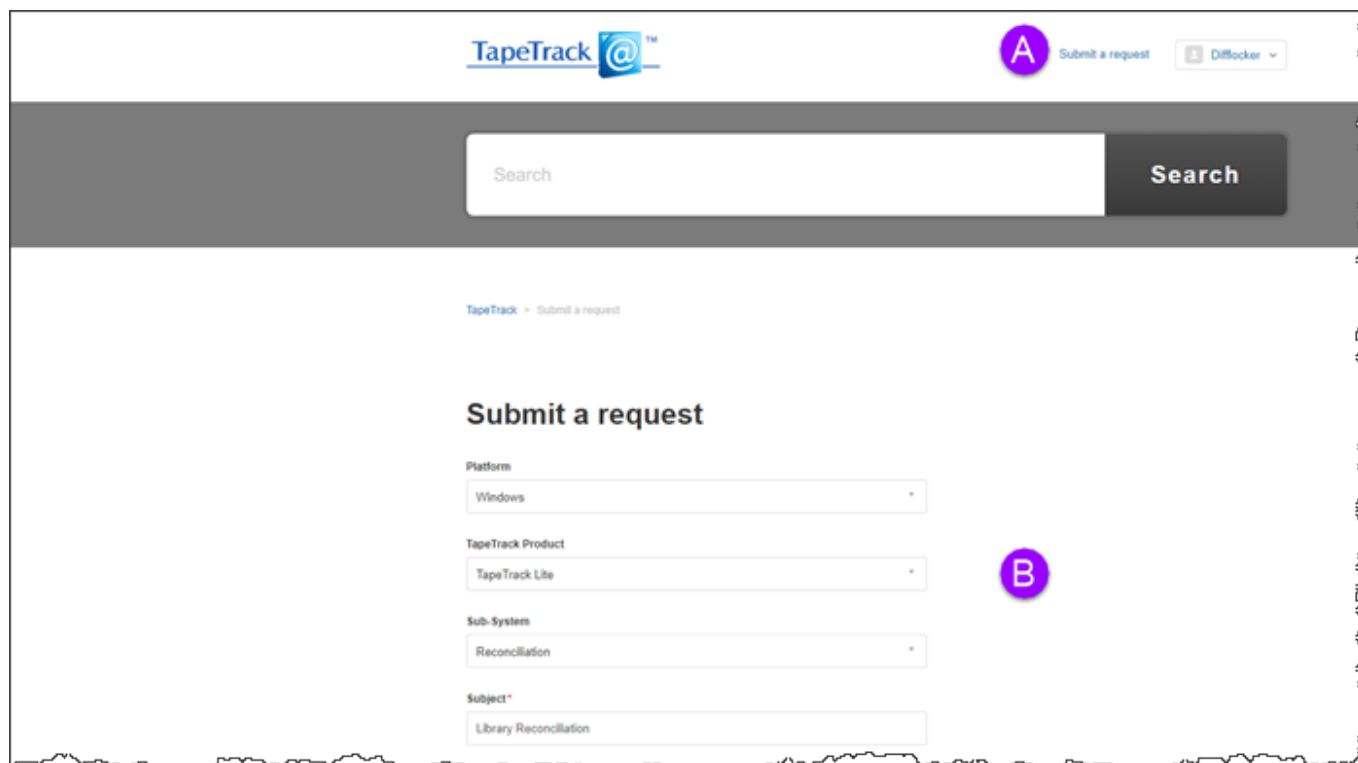 TapeTrack @ ™
A Submit a request Difflocker
Search Search
TapeTrack > Submit a request
Submit a request
Platform
Windows
TapeTrack Product
TapeTrack Lite
B
Sub-System
Reconciliation
Subject*
Library Reconciliation